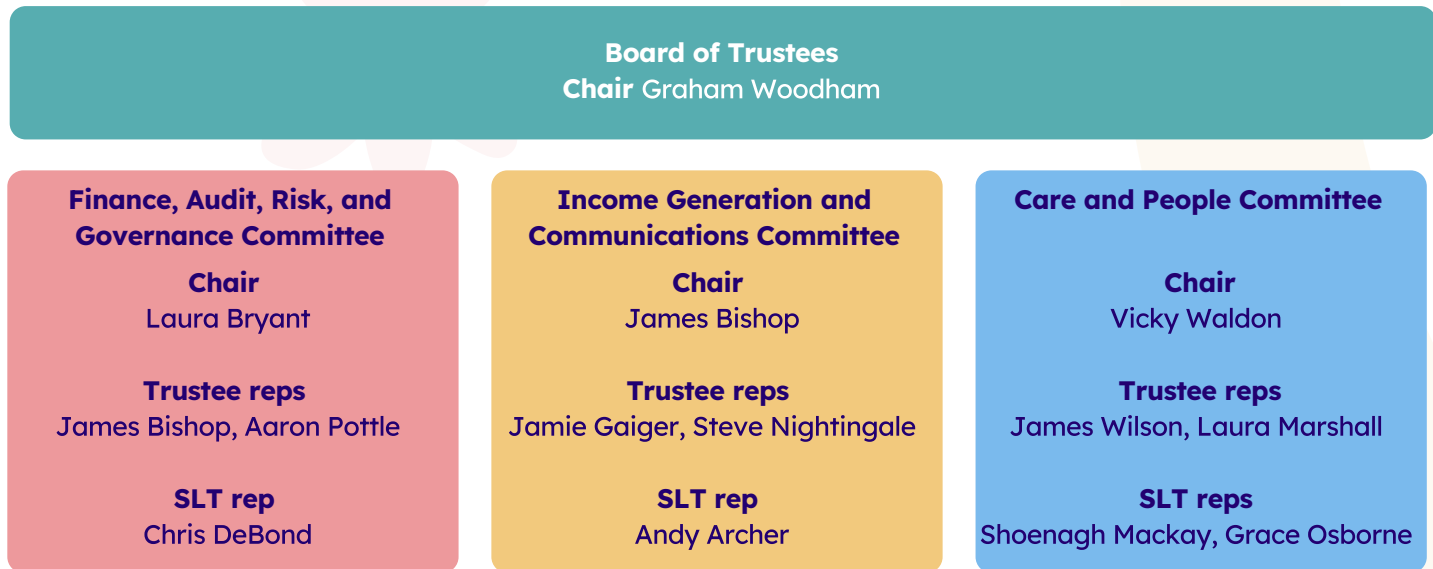 Board of Trustees
Chair Graham Woodham
Finance, Audit, Risk, and
Governance Committee
Chair
Laura Bryant
Trustee reps
James Bishop, Aaron Pottle
SLT rep
Chris DeBond
Income Generation and
Communications Committee
Chair
James Bishop
Trustee reps
Jamie Gaiger, Steve Nightingale
SLT rep
Andy Archer
Care and People Committee
Chair
Vicky Waldon
Trustee reps
James Wilson, Laura Marshall
SLT reps
Shoenagh Mackay, Grace Osborne